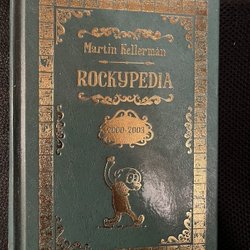 Martin Kellerman
ROCKYPEDIA
2000-2003